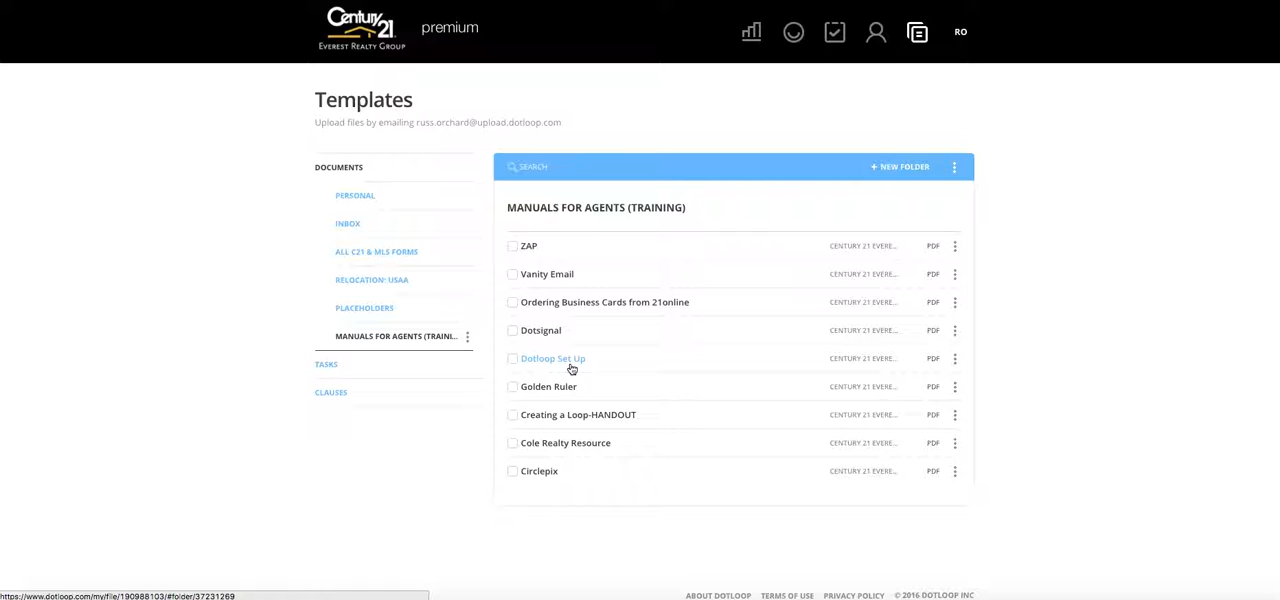 Century 21
EVEREST REALTY GROUP
premium
RO
Templates
Upload files by emailing russ.orchard@upload.dotloop.com
DOCUMENTS
PERSONAL
INBOX
ALL C21 & MLS FORMS
RELOCATION: USAA
PLACEHOLDERS
MANUALS FOR AGENTS (TRAINI...
TASKS
CLAUSES
SEARCH
+ NEW FOLDER
MANUALS FOR AGENTS (TRAINING)
ZAP CENTURY 21 EVERE... PDF
Vanity Email CENTURY 21 EVERE... PDF
Ordering Business Cards from 21online CENTURY 21 EVERE... PDF
Dotsignal CENTURY 21 EVERE... PDF
Dotloop Set Up CENTURY 21 EVERE... PDF
Golden Ruler CENTURY 21 EVERE... PDF
Creating a Loop-HANDOUT CENTURY 21 EVERE... PDF
Cole Realty Resource CENTURY 21 EVERE... PDF
Circlepix CENTURY 21 EVERE... PDF
https://www.dotloop.com/my/file/190988103/#folder/37231269
ABOUT DOTLOOP TERMS OF USE PRIVACY POLICY © 2016 DOTLOOP INC